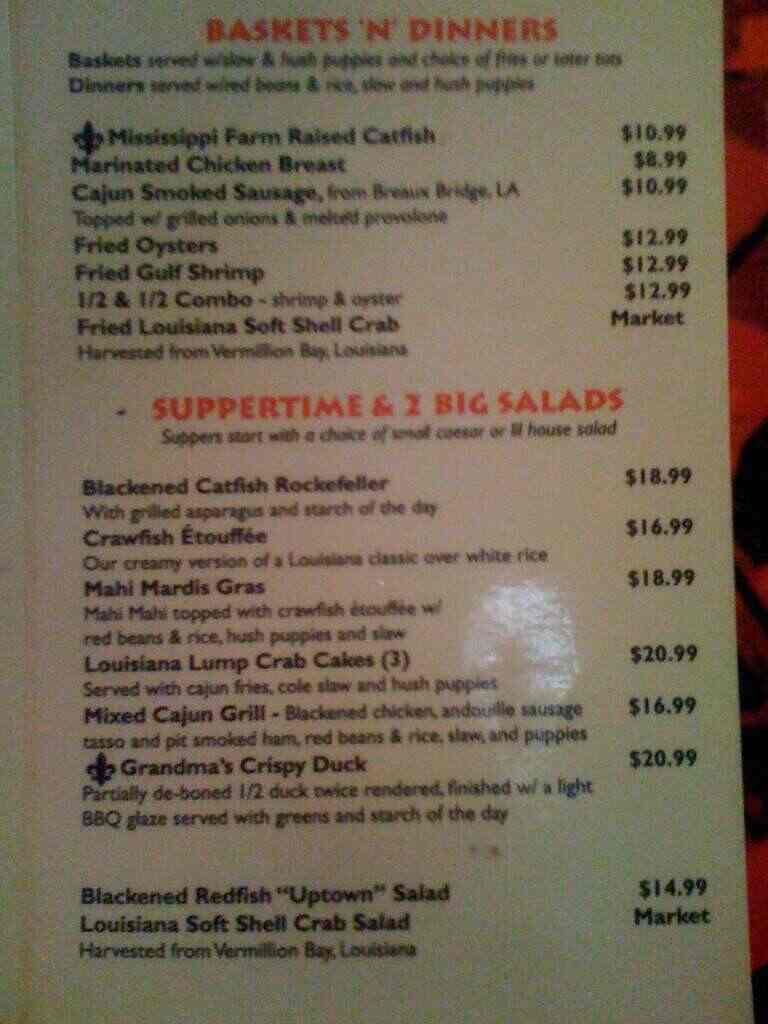 BASKETS 'N' DINNERS
Baskets served w/slaw & hush puppies and choice of fries or tater tots
Dinners served w/red beans & rice, slaw and hush puppies
Mississippi Farm Raised Catfish $10.99
Marinated Chicken Breast $8.99
Cajun Smoked Sausage, from Breaux Bridge, LA $10.99
Topped w/ grilled onions & melted provolone
Fried Oysters $12.99
Fried Gulf Shrimp $12.99
1/2 & 1/2 Combo - shrimp & oyster $12.99
Fried Louisiana Soft Shell Crab Market
Harvested from Vermillion Bay, Louisiana
- SUPPERTIME & 2 BIG SALADS
Suppers start with a choice of small caesar or lil house salad
Blackened Catfish Rockefeller $18.99
With grilled asparagus and starch of the day
Crawfish Étouffée $16.99
Our creamy version of a Louisiana classic over white rice
Mahi Mardis Gras $18.99
Mahi Mahi topped with crawfish étouffée w/
red beans & rice, hush puppies and slaw
Louisiana Lump Crab Cakes (3) $20.99
Served with cajun fries, cole slaw and hush puppies
Mixed Cajun Grill - Blackened chicken, andouille sausage $16.99
tasso and pit smoked ham, red beans & rice, slaw, and puppies
Grandma's Crispy Duck $20.99
Partially de-boned 1/2 duck twice rendered, finished w/ a light
BBQ glaze served with greens and starch of the day
Blackened Redfish "Uptown" Salad $14.99
Louisiana Soft Shell Crab Salad Market
Harvested from Vermillion Bay, Louisiana